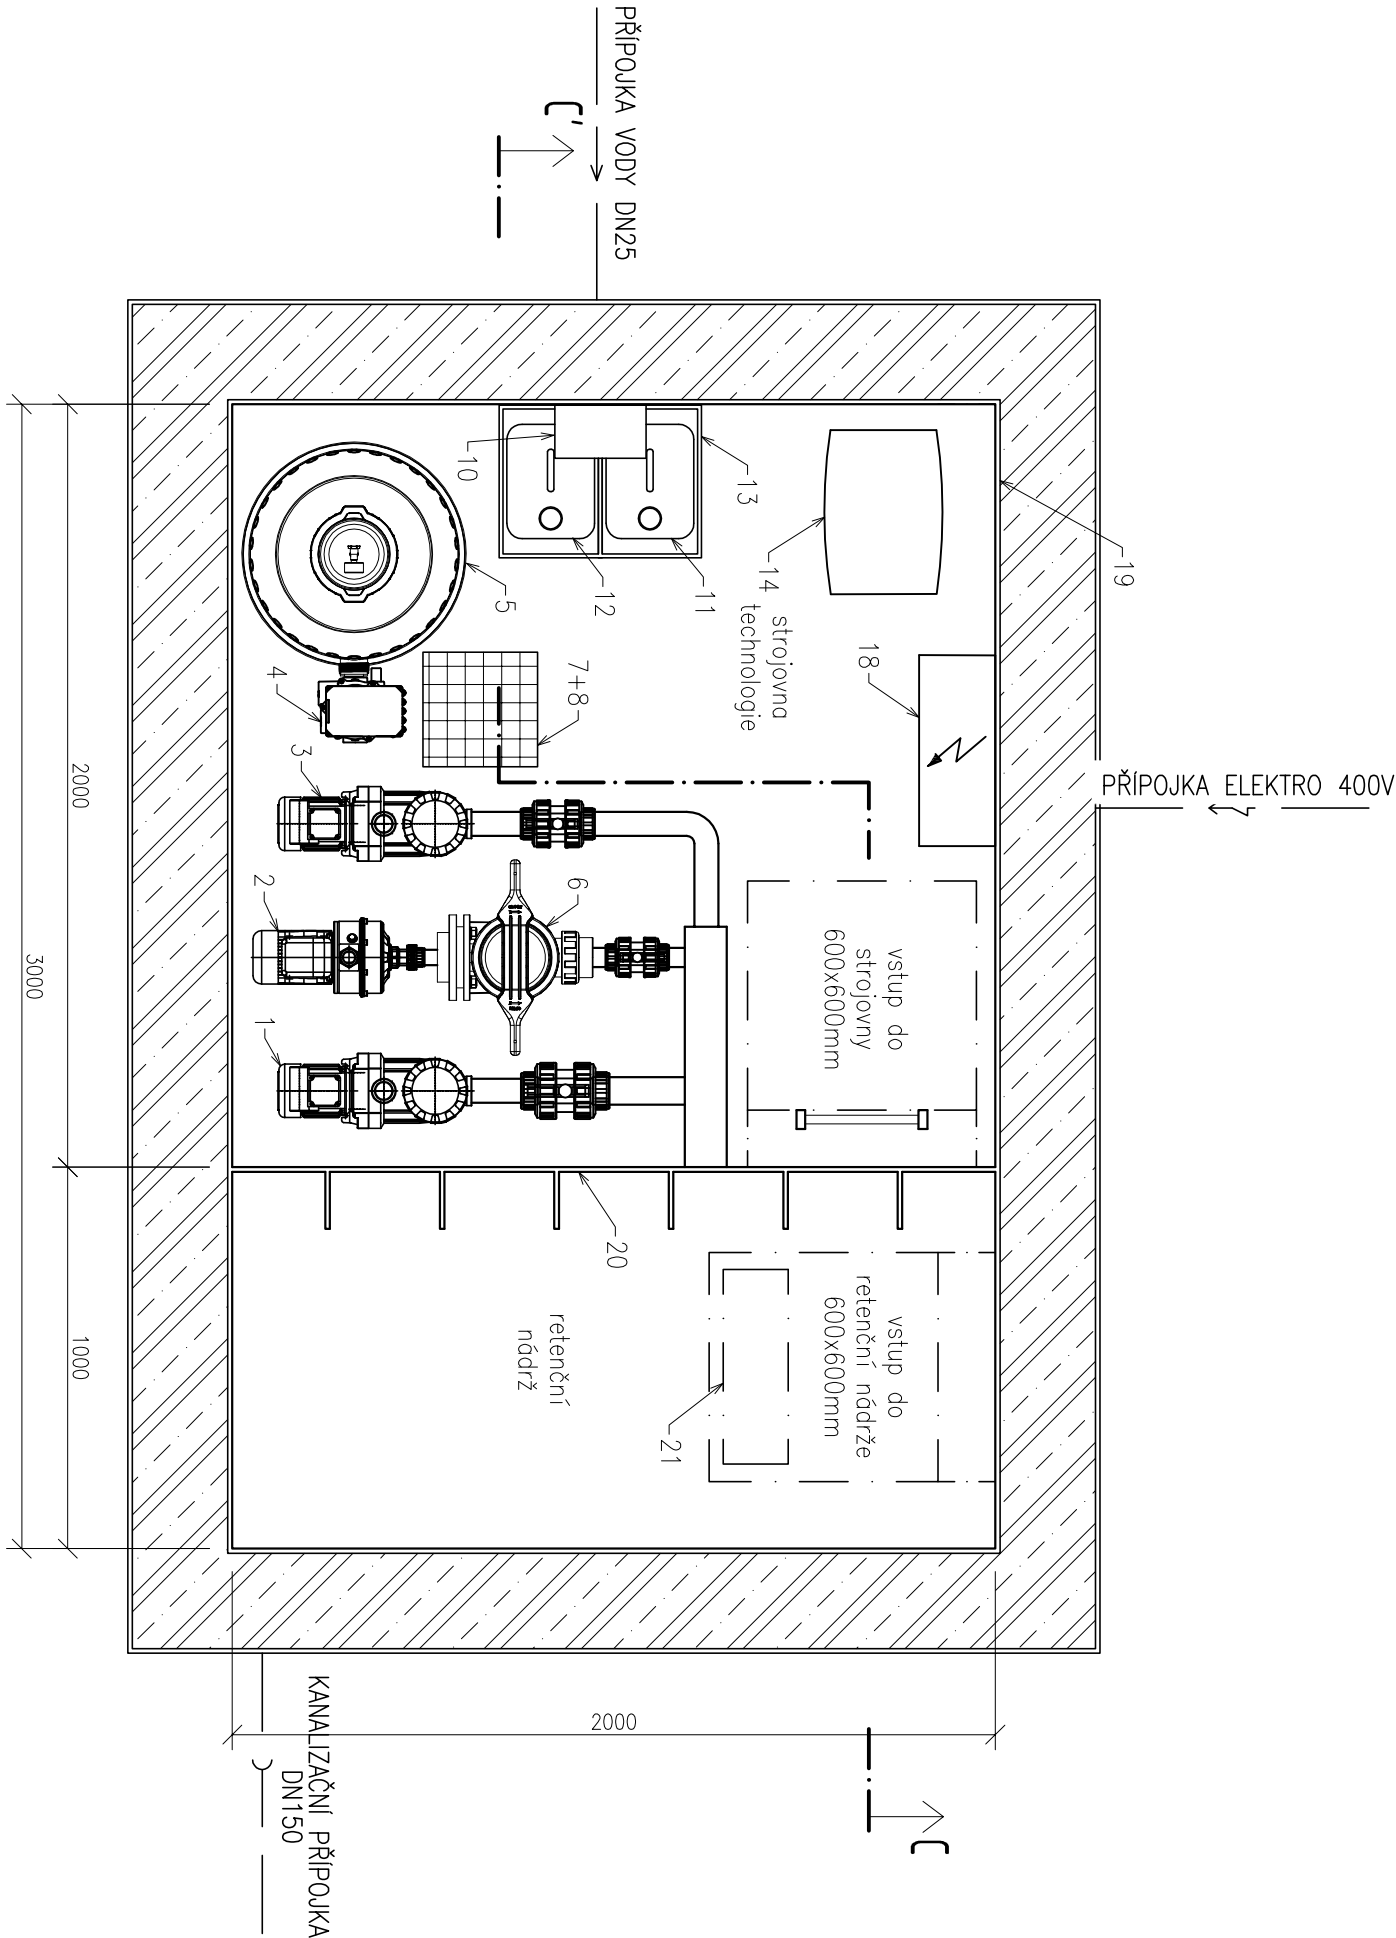 PŘÍPOJKA VODY DN25
C'
PŘÍPOJKA ELEKTRO 400V
19
13
10
11
12
14
strojovna
technologie
18
5
4
7+8
3
2
6
1
vstup do
strojovny
600x600mm
20
vstup do
retenční nádrže
600x600mm
21
retenční
nádrž
2000
3000
1000
2000
KANALIZAČNÍ PŘÍPOJKA
DN150
C